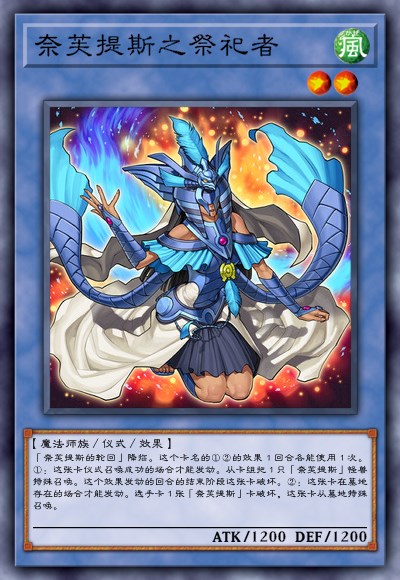 奈芙提斯之祭祀者
風
【魔法师族／仪式／效果】
「奈芙提斯的轮回」降临。这个卡名的①②的效果1回合各能使用1次。
①：这张卡仪式召唤成功的场合才能发动。从卡组把1只「奈芙提斯」怪兽
特殊召唤。这个效果发动的回合的结束阶段这张卡破坏。②：这张卡在墓地
存在的场合才能发动。选手卡1张「奈芙提斯」卡破坏，这张卡从墓地特殊
召唤。
ATK/1200 DEF/1200